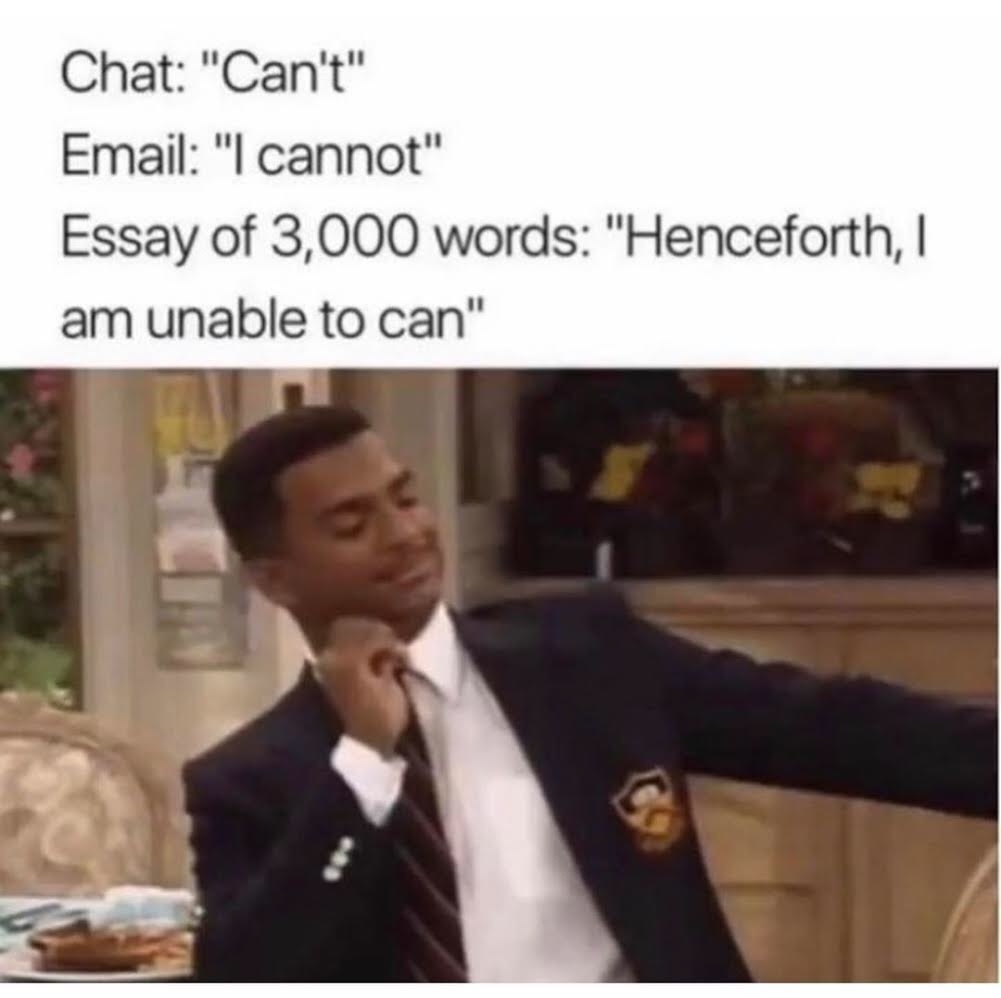 Chat: "Can't"
Email: "I cannot"
Essay of 3,000 words: "Henceforth, I
am unable to can"